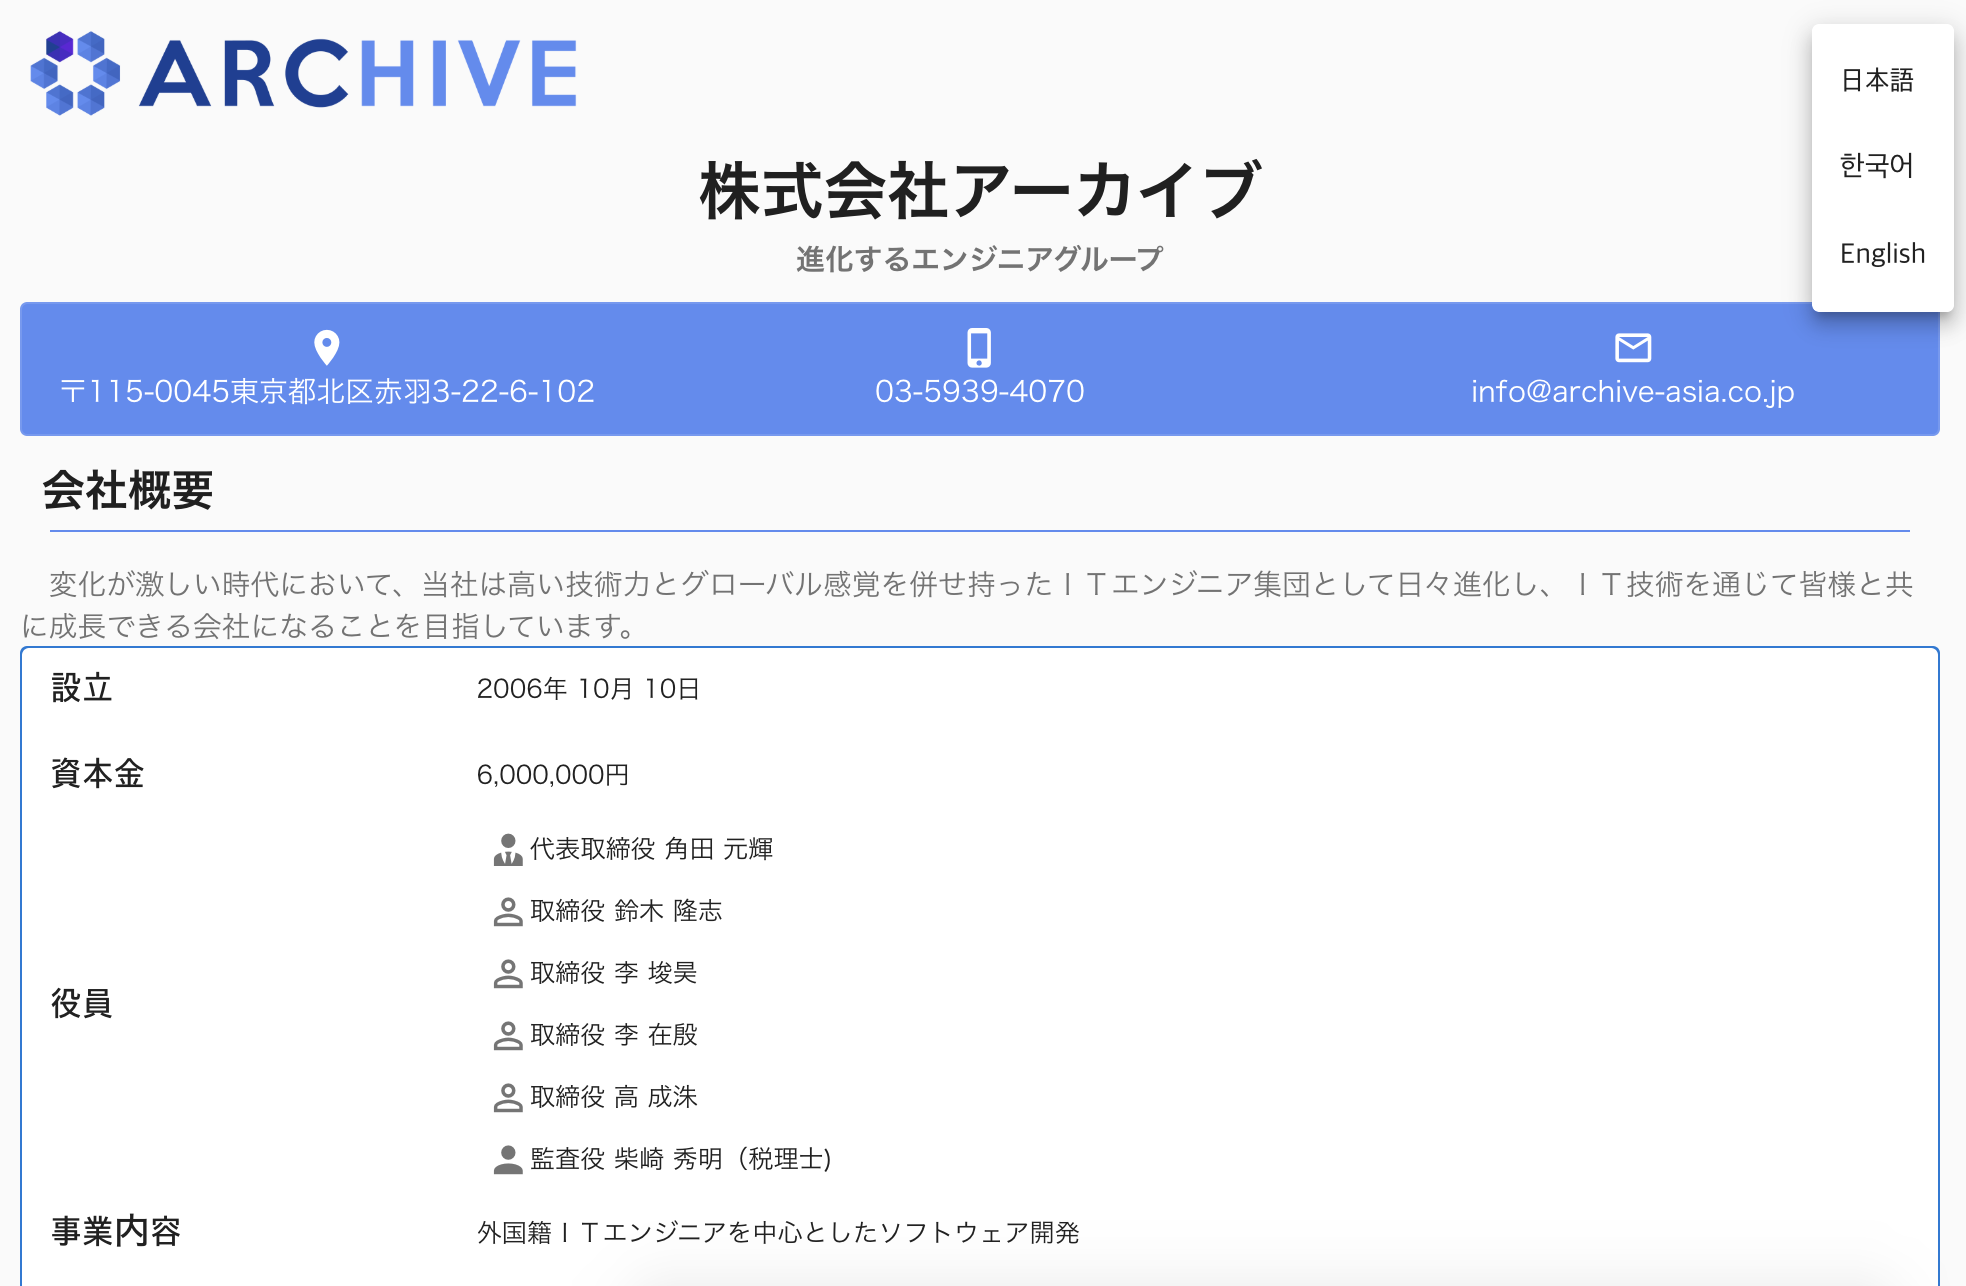 ARCHIVE
日本語
한국어
English
株式会社アーカイブ
進化するエンジニアグループ
〒115-0045東京都北区赤羽3-22-6-102
03-5939-4070
info@archive-asia.co.jp
会社概要
変化が激しい時代において、当社は高い技術力とグローバル感覚を併せ持ったＩＴエンジニア集団として日々進化し、ＩＴ技術を通じて皆様と共
に成長できる会社になることを目指しています。
設立 2006年 10月 10日
資本金 6,000,000円
役員
代表取締役 角田 元輝
取締役 鈴木 隆志
取締役 李 埈昊
取締役 李 在殷
取締役 高 成洙
監査役 柴崎 秀明（税理士)
事業内容 外国籍ＩＴエンジニアを中心としたソフトウェア開発